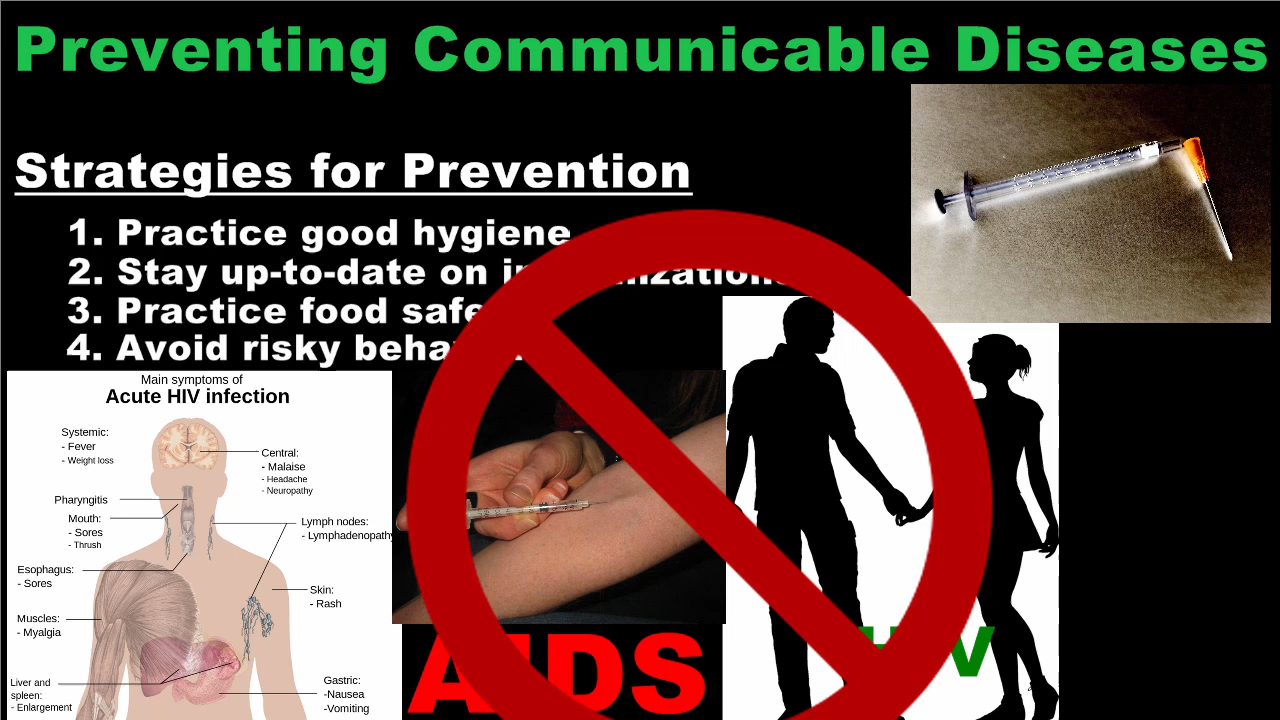 Preventing Communicable Diseases
Strategies for Prevention
1. Practice good hygiene
2. Stay up-to-date on
3. Practice food
4. Avoid risky
Main symptoms of
Acute HIV infection
Systemic:
- Fever
- Weight loss
Central:
- Malaise
- Headache
- Neuropathy
Pharyngitis
Mouth:
- Sores
- Thrush
Lymph nodes:
- Lymphadenopathy
Esophagus:
- Sores
Skin:
- Rash
Muscles:
- Myalgia
Liver and
spleen:
- Enlargement
Gastric:
-Nausea
-Vomiting
AIDS
HIV